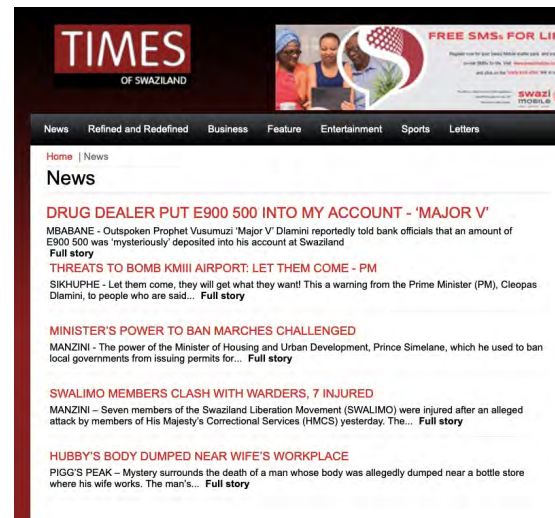 TIMES
OF SWAZILAND
FREE SMSs FOR LI
swazi
MOBILE
News Refined and Redefined Business Feature Entertainment Sports Letters
Home | News
News
DRUG DEALER PUT E900 500 INTO MY ACCOUNT - ‘MAJOR V’
MBABANE - Outspoken Prophet Vusumuzi ‘Major V’ Dlamini reportedly told bank officials that an amount of
E900 500 was ‘mysteriously’ deposited into his account at Swaziland
Full story
THREATS TO BOMB KMIII AIRPORT: LET THEM COME - PM
SIKHUPHE - Let them come, they will get what they want! This a warning from the Prime Minister (PM), Cleopas
Dlamini, to people who are said... Full story
MINISTER’S POWER TO BAN MARCHES CHALLENGED
MANZINI - The power of the Minister of Housing and Urban Development, Prince Simelane, which he used to ban
local governments from issuing permits for... Full story
SWALIMO MEMBERS CLASH WITH WARDERS, 7 INJURED
MANZINI – Seven members of the Swaziland Liberation Movement (SWALIMO) were injured after an alleged
attack by members of His Majesty’s Correctional Services (HMCS) yesterday. The... Full story
HUBBY’S BODY DUMPED NEAR WIFE’S WORKPLACE
PIGG’S PEAK – Mystery surrounds the death of a man whose body was allegedly dumped near a bottle store
where his wife works. The man’s... Full story